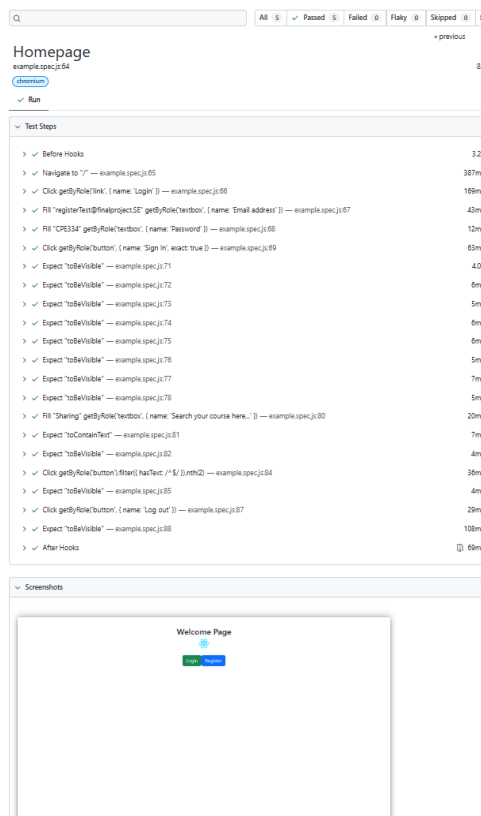 All 5 ✓ Passed 5 Failed 0 Flaky 0 Skipped 0
« previous
Homepage
example.spec.js:64 8
chromium
✓ Run
Test Steps
✓ Before Hooks 3.2
✓ Navigate to "/" — example.spec.js:65 387m
✓ Click getByRole('link', { name: 'Login' }) — example.spec.js:66 169m
✓ Fill "registerTest@finalproject.SE" getByRole('textbox', { name: 'Email address' }) — example.spec.js:67 43m
✓ Fill "CPE334" getByRole('textbox', { name: 'Password' }) — example.spec.js:68 12m
✓ Click getByRole('button', { name: 'Sign In', exact: true }) — example.spec.js:69 63m
✓ Expect "toBeVisible" — example.spec.js:71 4.0
✓ Expect "toBeVisible" — example.spec.js:72 6m
✓ Expect "toBeVisible" — example.spec.js:73 5m
✓ Expect "toBeVisible" — example.spec.js:74 6m
✓ Expect "toBeVisible" — example.spec.js:75 6m
✓ Expect "toBeVisible" — example.spec.js:76 5m
✓ Expect "toBeVisible" — example.spec.js:77 7m
✓ Expect "toBeVisible" — example.spec.js:78 5m
✓ Fill "Sharing" getByRole('textbox', { name: 'Search your course here...' }) — example.spec.js:80 20m
✓ Expect "toContainText" — example.spec.js:81 7m
✓ Expect "toBeVisible" — example.spec.js:82 4m
✓ Click getByRole('button').filter({ hasText: /^$/ }).nth(2) — example.spec.js:84 36m
✓ Expect "toBeVisible" — example.spec.js:85 4m
✓ Click getByRole('button', { name: 'Log out' }) — example.spec.js:87 29m
✓ Expect "toBeVisible" — example.spec.js:88 108m
✓ After Hooks 69m
Screenshots
Welcome Page
Login Register